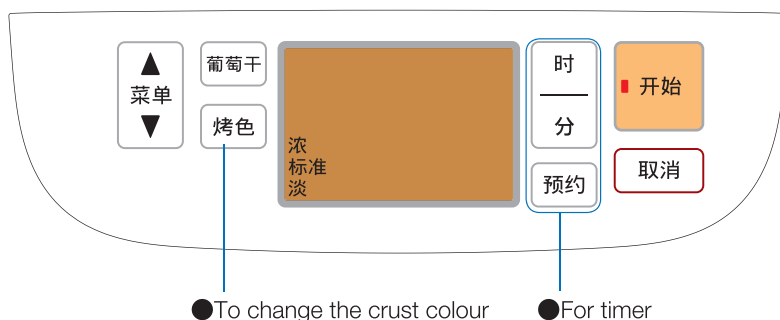 ▲
菜单
▼
葡萄干
烤色
浓
标准
淡
时
分
预约
开始
取消
●To change the crust colour
●For timer